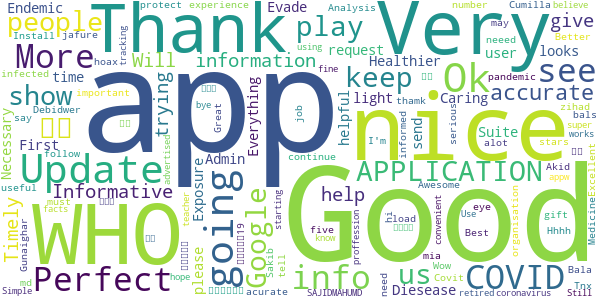 Endemic
people
More
show
Thank
Evade
play
Very
Analysis
protect
experience
request
Will
information
number
Cumilla
believe
Install
jafure
tracking
hoax
Healthier
give
Better
looks
user
neeed
may
infected
time
Everything
trying
keep
Ok
see
accurate
using
pandemic
zihad
important
app
fine
helpful
light
thamk
Caring
bals
Debidwer
say
bye
Great
job
I'm
informed
send
serious
Suite
alot
super
works
stars
Necessary
First
follow
advertised
continue
nice
Akid
Excellent
Update
Admin
APPLICATION
Medicine
useful
Informative
Exposur
Google
help
Awesome
appw
must
facts
going
teacher
starting
five
know
hi
hload
convenient
eye
Use
organisation
gift
Hhhh
Timely
WHO
Good
please
Sakib
tell
us
mia
Best
Gunaighar
hope
info
proffession
Wow
Covit
COVID
Bala
md
Perfect
acurate
SAJIDMAHUMD
need
Diesease
retired
coronavirus
Tnx
Simple
Still